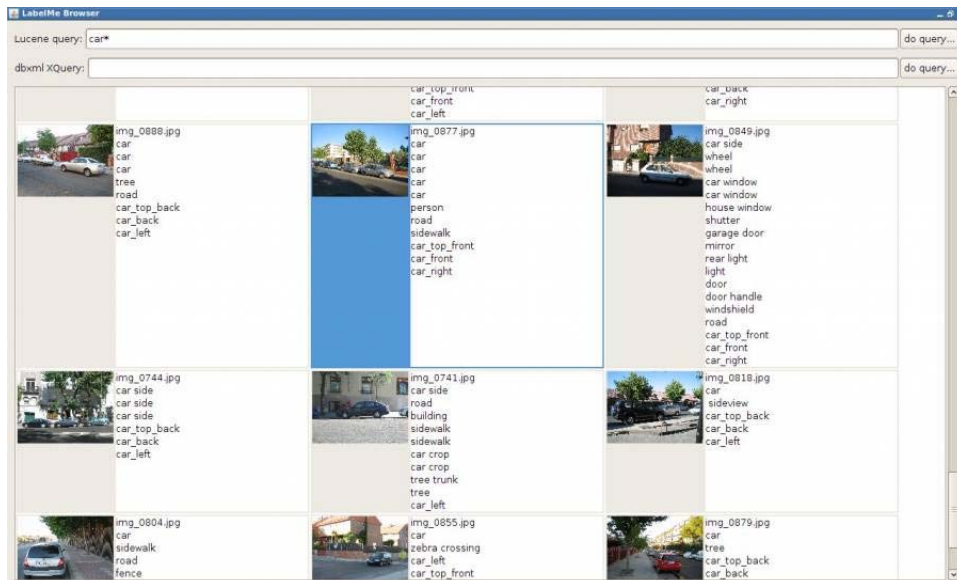 LabelMe Browser
Lucene query: car* do query...
dbxml XQuery: do query...
car_top_front
car_front
car_left
car_back
car_right
img_0888.jpg
car
car
car
tree
road
car_top_back
car_back
car_left
img_0877.jpg
car
car
car
car
car
person
road
sidewalk
car_top_front
car_front
car_right
img_0849.jpg
car side
wheel
wheel
car window
car window
house window
shutter
garage door
mirror
rear light
light
door
door handle
windshield
road
car_top_front
car_front
car_right
img_0744.jpg
car side
car side
car side
car_top_back
car_back
car_left
img_0741.jpg
car side
road
building
sidewalk
sidewalk
car crop
car crop
tree trunk
tree
car_left
img_0818.jpg
car
sideview
car_top_back
car_back
car_left
img_0804.jpg
car
sidewalk
road
fence
img_0855.jpg
car
zebra crossing
car_left
car_top_front
img_0879.jpg
car
tree
car_top_back
car_back